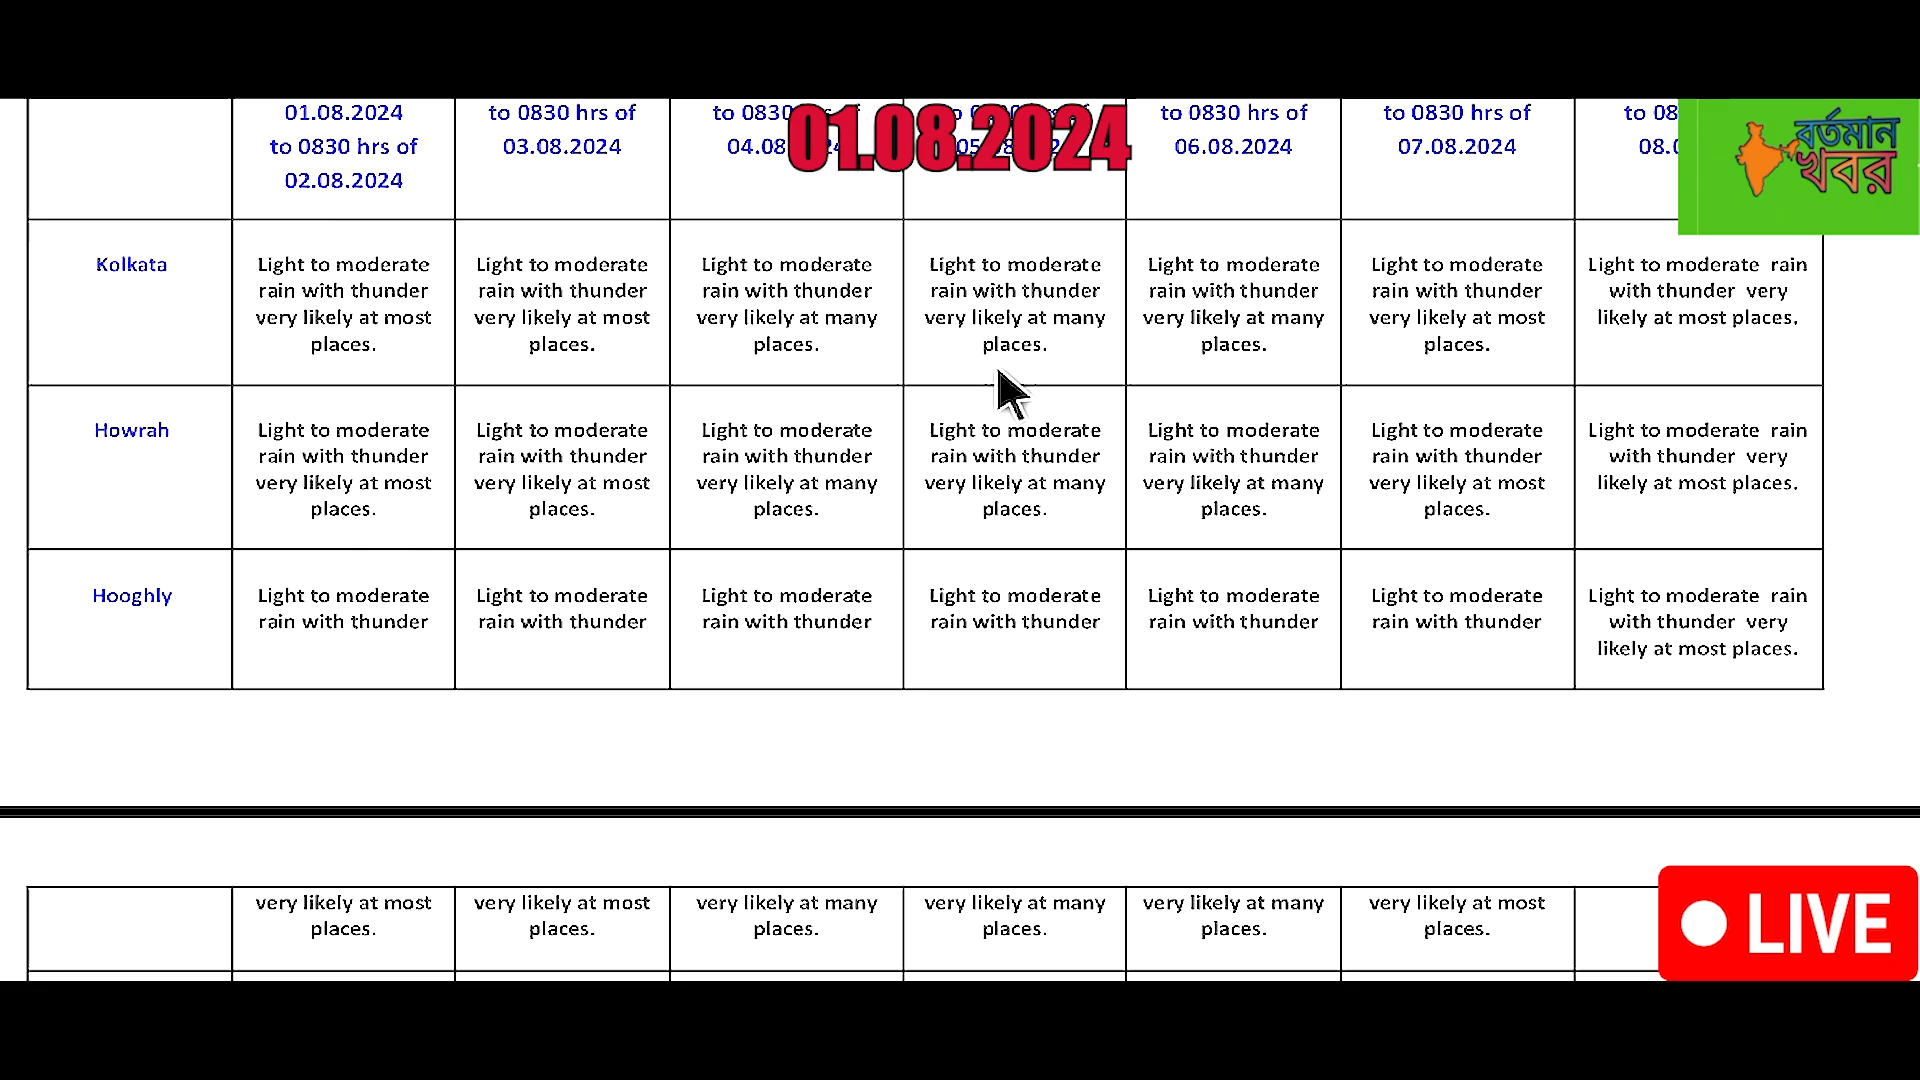 01.08.2024
to 0830 hrs of
02.08.2024
to 0830 hrs of
03.08.2024
to 0830
04.08
to 0830 hrs of
06.08.2024
to 0830 hrs of
07.08.2024
to 08
08.0
01.08.2024
বর্তমান
খবর
Kolkata
Light to moderate
rain with thunder
very likely at most
places.
Light to moderate
rain with thunder
very likely at most
places.
Light to moderate
rain with thunder
very likely at many
places.
Light to moderate
rain with thunder
very likely at many
places.
Light to moderate
rain with thunder
very likely at many
places.
Light to moderate
rain with thunder
very likely at most
places.
Light to moderate rain
with thunder very
likely at most places.
Howrah
Light to moderate
rain with thunder
very likely at most
places.
Light to moderate
rain with thunder
very likely at most
places.
Light to moderate
rain with thunder
very likely at many
places.
Light to moderate
rain with thunder
very likely at many
places.
Light to moderate
rain with thunder
very likely at many
places.
Light to moderate
rain with thunder
very likely at most
places.
Light to moderate rain
with thunder very
likely at most places.
Hooghly
Light to moderate
rain with thunder
Light to moderate
rain with thunder
Light to moderate
rain with thunder
Light to moderate
rain with thunder
Light to moderate
rain with thunder
Light to moderate
rain with thunder
Light to moderate rain
with thunder very
likely at most places.
very likely at most
places.
very likely at most
places.
very likely at many
places.
very likely at many
places.
very likely at many
places.
very likely at most
places.
LIVE